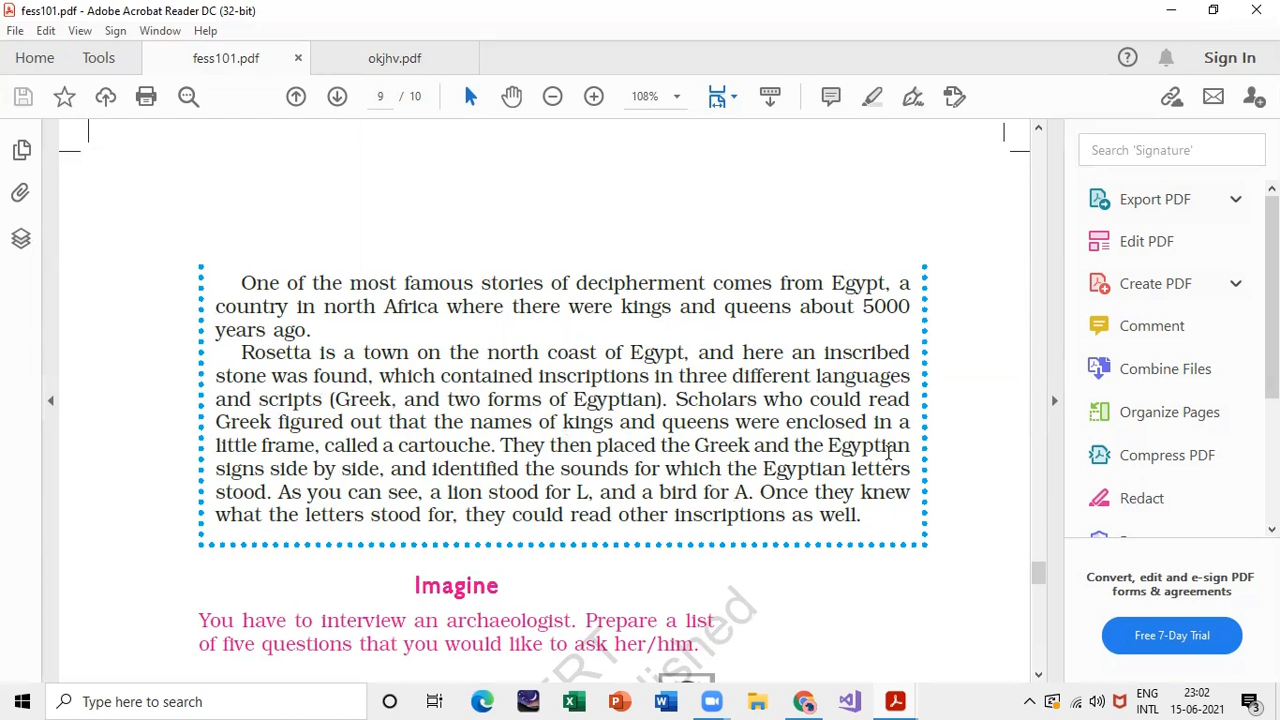 fess101.pdf - Adobe Acrobat Reader DC (32-bit)
File Edit View Sign Window Help
Home Tools fess101.pdf × okjhv.pdf Sign In
9 / 10 108%
Search 'Signature'
Export PDF
Edit PDF
Create PDF
Comment
Combine Files
Organize Pages
Compress PDF
Redact
Convert, edit and e-sign PDF
forms & agreements
Free 7-Day Trial
One of the most famous stories of decipherment comes from Egypt, a
country in north Africa where there were kings and queens about 5000
years ago.
Rosetta is a town on the north coast of Egypt, and here an inscribed
stone was found, which contained inscriptions in three different languages
and scripts (Greek, and two forms of Egyptian). Scholars who could read
Greek figured out that the names of kings and queens were enclosed in a
little frame, called a cartouche. They then placed the Greek and the Egyptian
signs side by side, and identified the sounds for which the Egyptian letters
stood. As you can see, a lion stood for L, and a bird for A. Once they knew
what the letters stood for, they could read other inscriptions as well.
Imagine
You have to interview an archaeologist. Prepare a list
of five questions that you would like to ask her/him.
Type here to search
ENG
INTL
23:02
15-06-2021
3